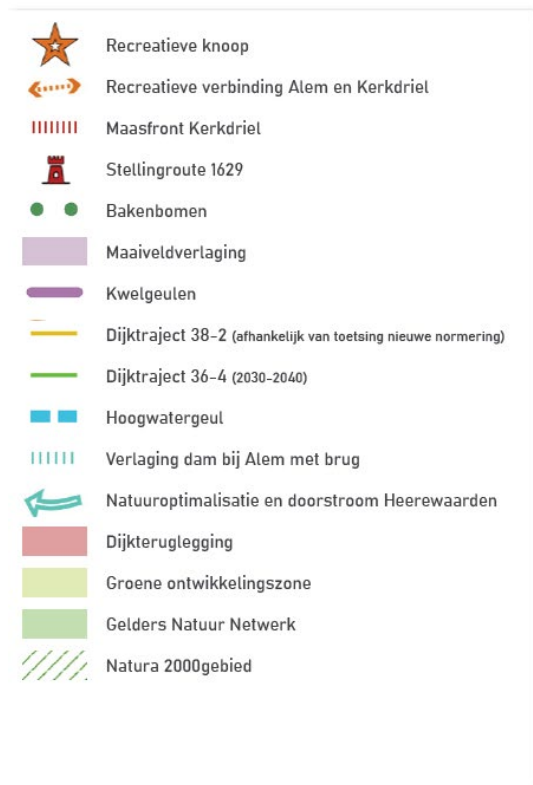 Recreatieve knoop
Recreatieve verbinding Alem en Kerkdriel
Maasfront Kerkdriel
Stellingroute 1629
Bakenbomen
Maaiveldverlaging
Kwelgeulen
Dijktraject 38-2 (afhankelijk van toetsing nieuwe normering)
Dijktraject 36-4 (2030-2040)
Hoogwatergeul
Verlaging dam bij Alem met brug
Natuuroptimalisatie en doorstroom Heerewaarden
Dijkteruglegging
Groene ontwikkelingszone
Gelders Natuur Netwerk
Natura 2000gebied